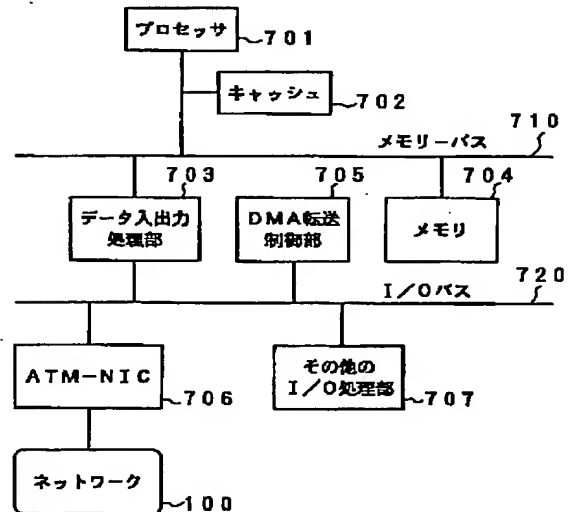 プロセッサ
701
キャッシュ
702
メモリーバス
710
703
705
704
データ入出力
処理部
DMA転送
制御部
メモリ
720
I/Oバス
ATM-NIC
706
その他の
I/O処理部
707
ネットワーク
100